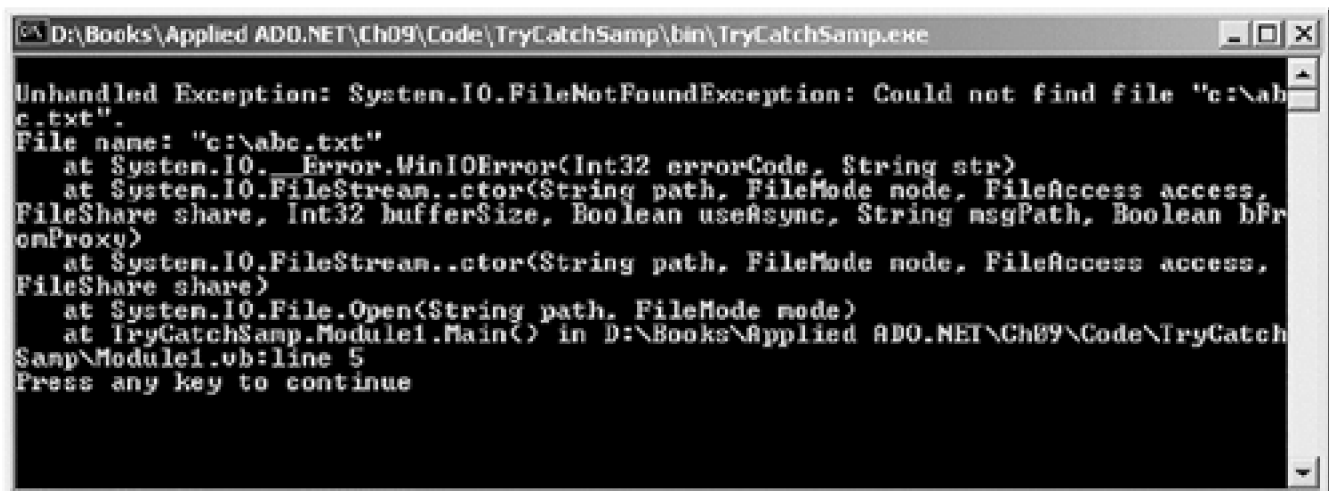 D:\Books\Applied ADO.NET\Ch09\Code\TryCatchSamp\bin\TryCatchSamp.exe
Unhandled Exception: System.IO.FileNotFoundException: Could not find file "c:\ab
c.txt".
File name: "c:\abc.txt"
at System.IO.__Error.WinIOError(Int32 errorCode, String str)
at System.IO.FileStream..ctor(String path, FileMode mode, FileAccess access,
FileShare share, Int32 bufferSize, Boolean useAsync, String msgPath, Boolean bFr
omProxy)
at System.IO.FileStream..ctor(String path, FileMode mode, FileAccess access,
FileShare share)
at System.IO.File.Open(String path, FileMode mode)
at TryCatchSamp.Module1.Main() in D:\Books\Applied ADO.NET\Ch09\Code\TryCatch
Samp\Module1.vb:line 5
Press any key to continue